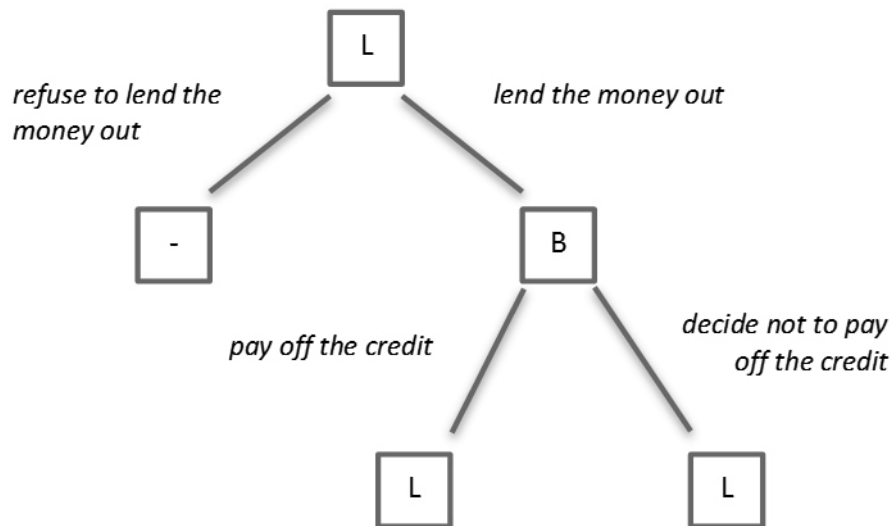 L
refuse to lend the
money out
lend the money out
-
B
pay off the credit
decide not to pay
off the credit
L
L